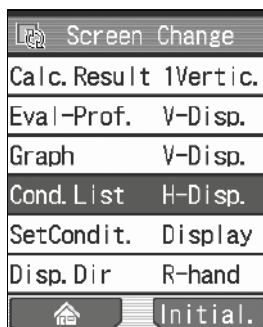 Screen Change
Calc.Result 1Vertic.
Eval-Prof. V-Disp.
Graph V-Disp.
Cond.List H-Disp.
SetCondit. Display
Disp.Dir R-hand
Initial.